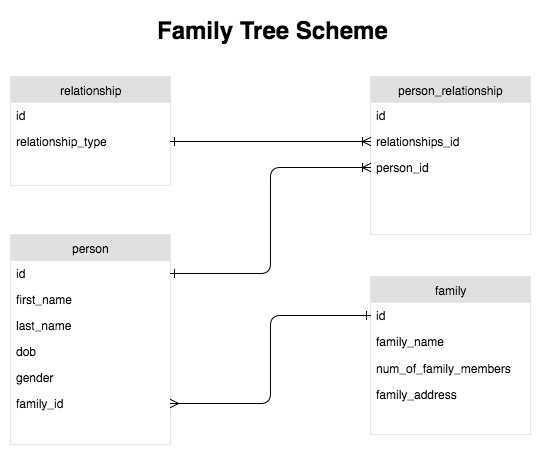 Family Tree Scheme
relationship
id
relationship_type
person_relationship
id
relationships_id
person_id
person
id
first_name
last_name
dob
gender
family_id
family
id
family_name
num_of_family_members
family_address